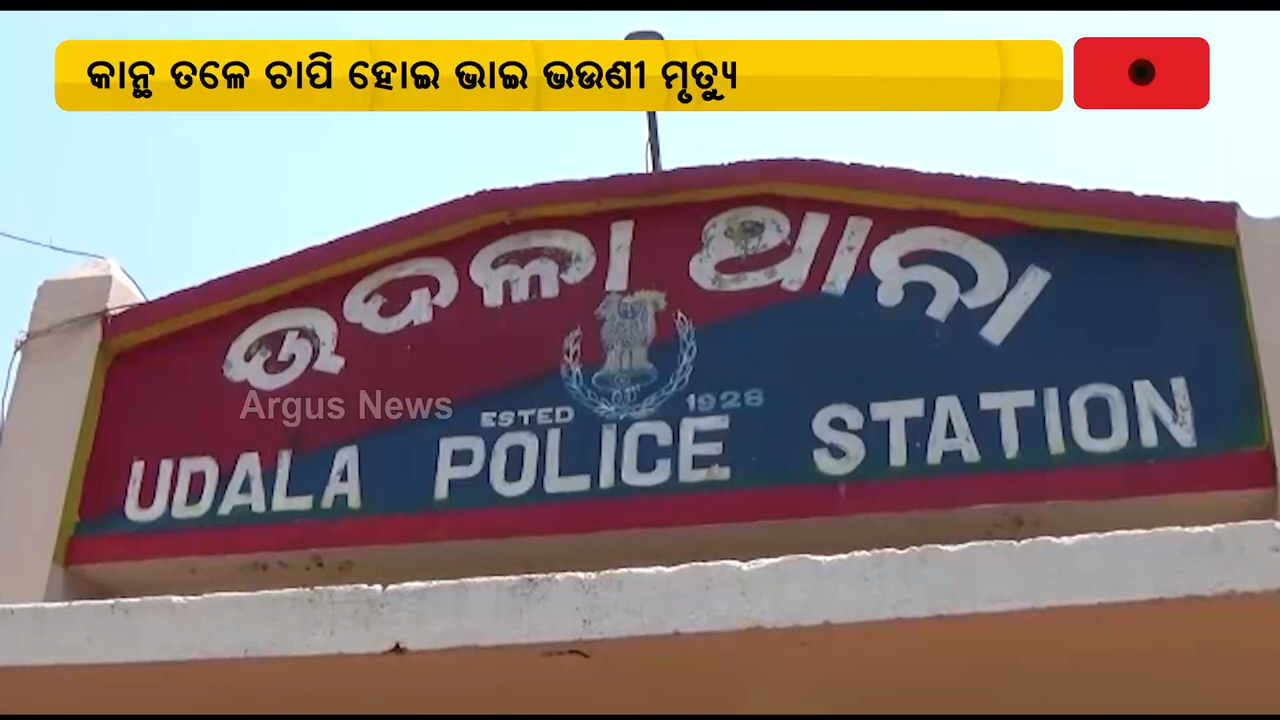 କାନ୍ଥ ତଳେ ଚାପି ହୋଇ ଭାଇ ଭଉଣୀ ମୃତ୍ୟୁ
ଉଦଳା ଥାନା
Argus News
ESTED 1928
UDALA POLICE STATION